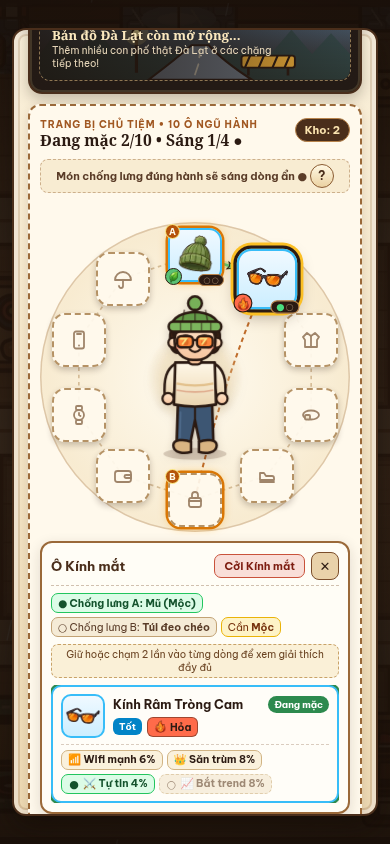 Bản đồ Đà Lạt còn mở rộng...
Thêm nhiều con phố thật Đà Lạt ở các chặng
tiếp theo!
TRANG BỊ CHỦ TIỆM • 10 Ô NGŨ HÀNH
Đang mặc 2/10 • Sáng 1/4 ●
Kho: 2
Món chống lưng đúng hành sẽ sáng dòng ẩn ● ?
A
B
Ô Kính mắt
Cởi Kính mắt ✕
● Chống lưng A: Mũ (Mộc)
○ Chống lưng B: Túi đeo chéo
Cần Mộc
Giữ hoặc chạm 2 lần vào từng dòng để xem giải thích
đầy đủ
Kính Râm Tròng Cam
Đang mặc
Tốt
Hỏa
Wifi mạnh 6%
Săn trùm 8%
● Tự tin 4%
○ Bắt trend 8%